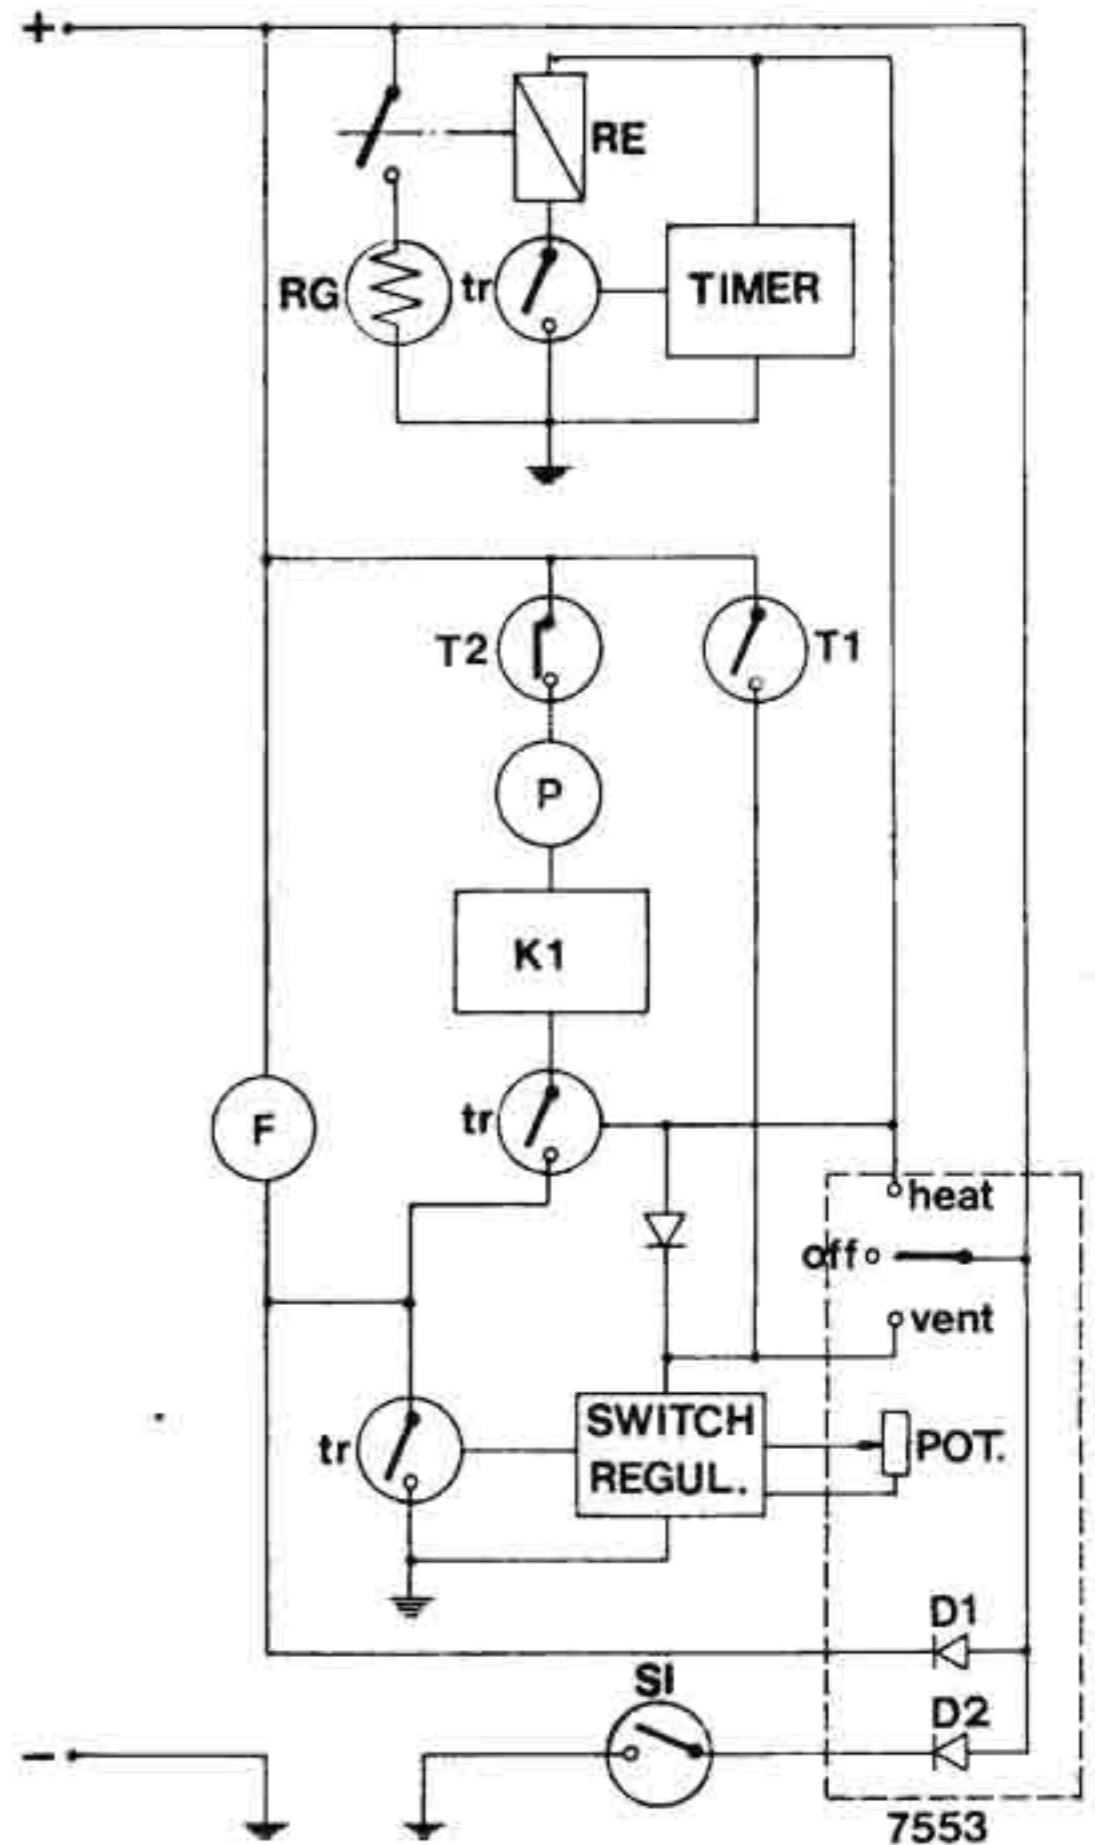 +
RE
RG
tr
TIMER
T2
T1
P
K1
tr
F
heat
off
vent
SWITCH
REGUL.
POT.
tr
D1
SI
D2
-
7553